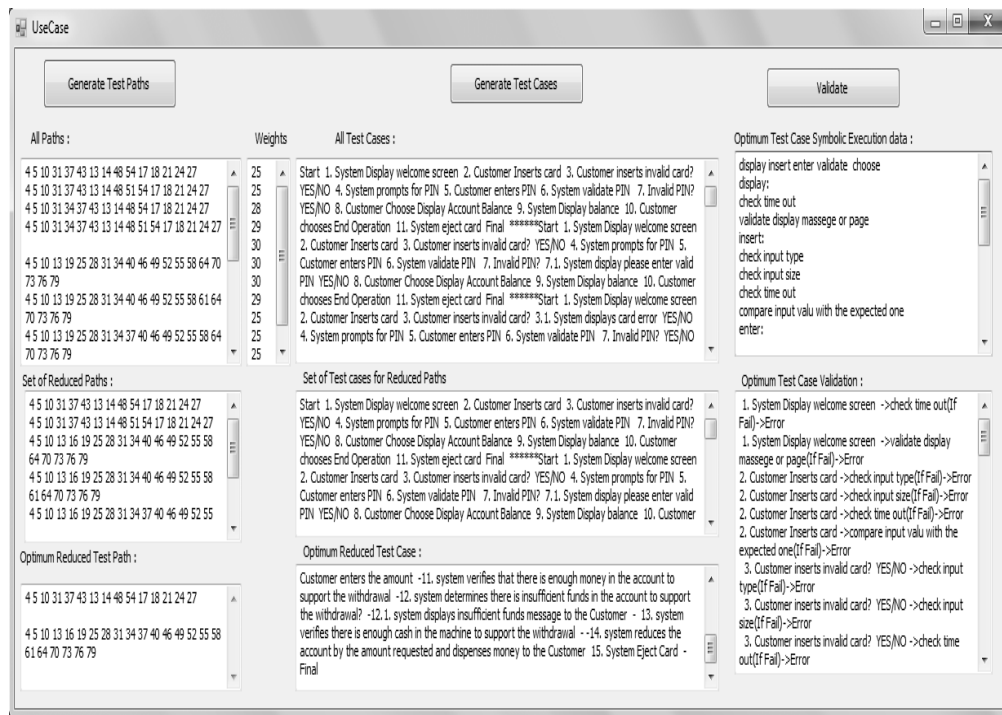 UseCase
X
Generate Test Paths
Generate Test Cases
Validate
All Paths :
Weights
All Test Cases :
Optimum Test Case Symbolic Execution data :
4 5 10 31 37 43 13 14 48 54 17 18 21 24 27
4 5 10 31 37 43 13 14 48 51 54 17 18 21 24 27
4 5 10 31 34 37 43 13 14 48 54 17 18 21 24 27
4 5 10 31 34 37 43 13 14 48 51 54 17 18 21 24 27
4 5 10 13 19 25 28 31 34 40 46 49 52 55 58 64 70
73 76 79
4 5 10 13 19 25 28 31 34 40 46 49 52 55 58 61 64
70 73 76 79
4 5 10 13 19 25 28 31 34 37 40 46 49 52 55 58 64
70 73 76 79
25
25
28
29
30
30
30
29
25
25
25
Start 1. System Display welcome screen 2. Customer Inserts card 3. Customer inserts invalid card?
YES/NO 4. System prompts for PIN 5. Customer enters PIN 6. System validate PIN 7. Invalid PIN?
YES/NO 8. Customer Choose Display Account Balance 9. System Display balance 10. Customer
chooses End Operation 11. System eject card Final ******Start 1. System Display welcome screen
2. Customer Inserts card 3. Customer inserts invalid card? YES/NO 4. System prompts for PIN 5.
Customer enters PIN 6. System validate PIN 7. Invalid PIN? 7.1. System display please enter valid
PIN YES/NO 8. Customer Choose Display Account Balance 9. System Display balance 10. Customer
chooses End Operation 11. System eject card Final ******Start 1. System Display welcome screen
2. Customer Inserts card 3. Customer inserts invalid card? 3.1. System displays card error YES/NO
4. System prompts for PIN 5. Customer enters PIN 6. System validate PIN 7. Invalid PIN? YES/NO
display insert enter validate choose
display:
check time out
validate display massege or page
insert:
check input type
check input size
check time out
compare input valu with the expected one
enter:
Set of Reduced Paths :
Set of Test cases for Reduced Paths
Optimum Test Case Validation :
4 5 10 31 37 43 13 14 48 54 17 18 21 24 27
4 5 10 31 37 43 13 14 48 51 54 17 18 21 24 27
4 5 10 13 16 19 25 28 31 34 40 46 49 52 55 58
64 70 73 76 79
4 5 10 13 16 19 25 28 31 34 40 46 49 52 55 58
61 64 70 73 76 79
4 5 10 13 16 19 25 28 31 34 37 40 46 49 52 55
Start 1. System Display welcome screen 2. Customer Inserts card 3. Customer inserts invalid card?
YES/NO 4. System prompts for PIN 5. Customer enters PIN 6. System validate PIN 7. Invalid PIN?
YES/NO 8. Customer Choose Display Account Balance 9. System Display balance 10. Customer
chooses End Operation 11. System eject card Final ******Start 1. System Display welcome screen
2. Customer Inserts card 3. Customer inserts invalid card? YES/NO 4. System prompts for PIN 5.
Customer enters PIN 6. System validate PIN 7. Invalid PIN? 7.1. System display please enter valid
PIN YES/NO 8. Customer Choose Display Account Balance 9. System Display balance 10. Customer
1. System Display welcome screen ->check time out(If
Fail)->Error
1. System Display welcome screen ->validate display
massege or page(If Fail)->Error
2. Customer Inserts card ->check input type(If Fail)->Error
2. Customer Inserts card ->check input size(If Fail)->Error
2. Customer Inserts card ->check time out(If Fail)->Error
2. Customer Inserts card ->compare input valu with the
expected one(If Fail)->Error
3. Customer inserts invalid card? YES/NO ->check input
type(If Fail)->Error
3. Customer inserts invalid card? YES/NO ->check input
size(If Fail)->Error
3. Customer inserts invalid card? YES/NO ->check time
out(If Fail)->Error
Optimum Reduced Test Path :
Optimum Reduced Test Case :
4 5 10 31 37 43 13 14 48 54 17 18 21 24 27
4 5 10 13 16 19 25 28 31 34 37 40 46 49 52 55 58
61 64 70 73 76 79
Customer enters the amount -11. system verifies that there is enough money in the account to
support the withdrawal -12. system determines there is insufficient funds in the account to support
the withdrawal? -12.1. system displays insufficient funds message to the Customer - 13. system
verifies there is enough cash in the machine to support the withdrawal - -14. system reduces the
account by the amount requested and dispenses money to the Customer 15. System Eject Card -
Final